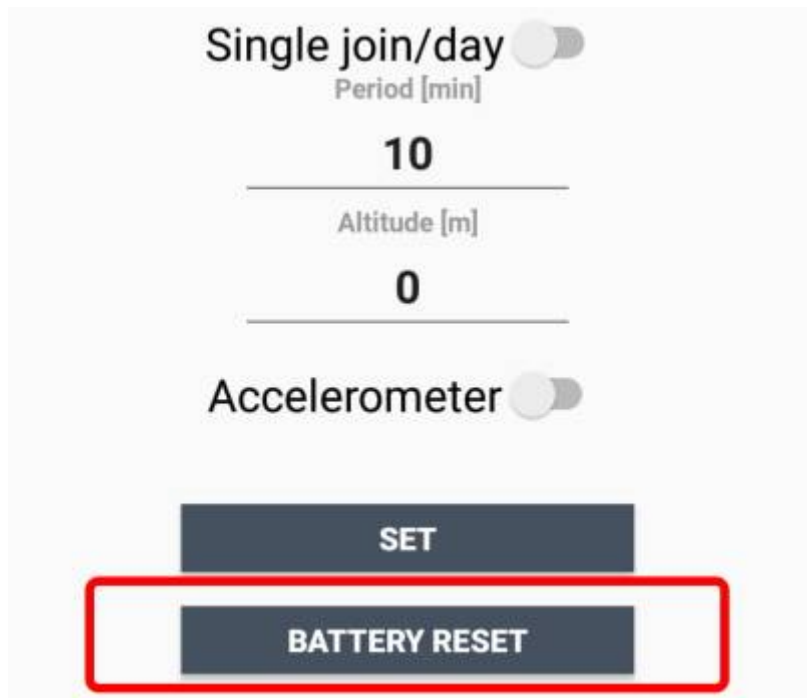 Single join/day
Period [min]
10
Altitude [m]
0
Accelerometer
SET
BATTERY RESET